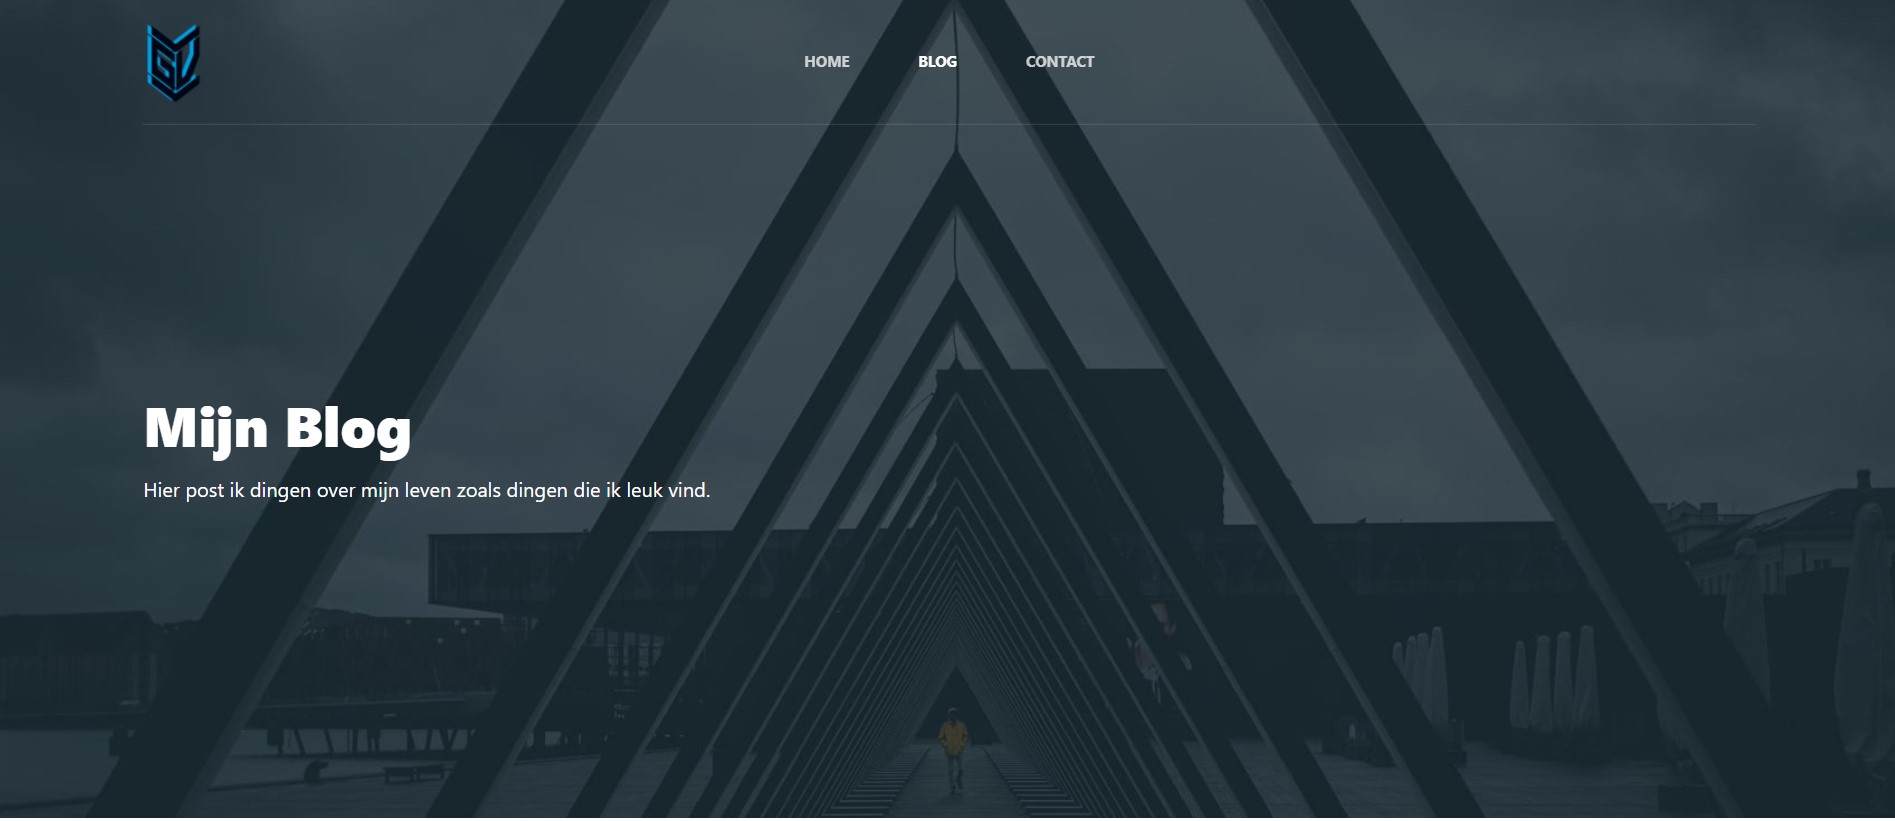 HOME BLOG CONTACT
Mijn Blog
Hier post ik dingen over mijn leven zoals dingen die ik leuk vind.